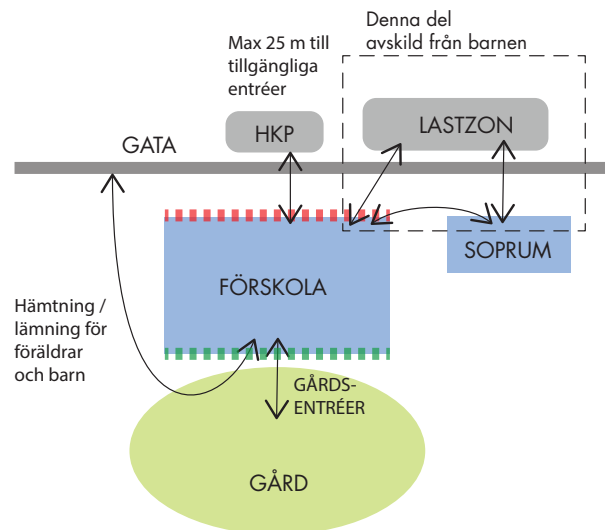 Denna del
avskild från barnen
Max 25 m till
tillgängliga
entréer
HKP
LASTZON
GATA
FÖRSKOLA
SOPRUM
Hämtning /
lämning för
föräldrar
och barn
GÅRDS-
ENTRÉER
GÅRD